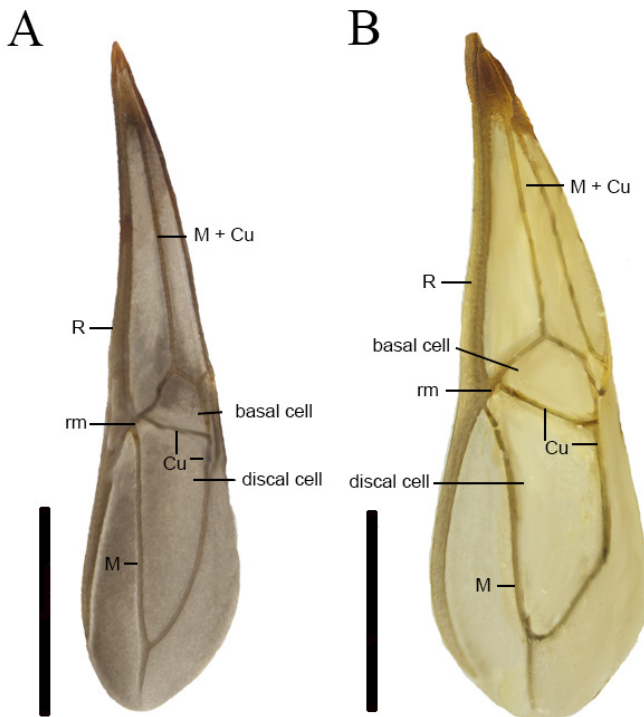 A
M + Cu
R
basal cell
rm
Cu
discal cell
M
B
M + Cu
R
basal cell
rm
Cu
discal cell
M